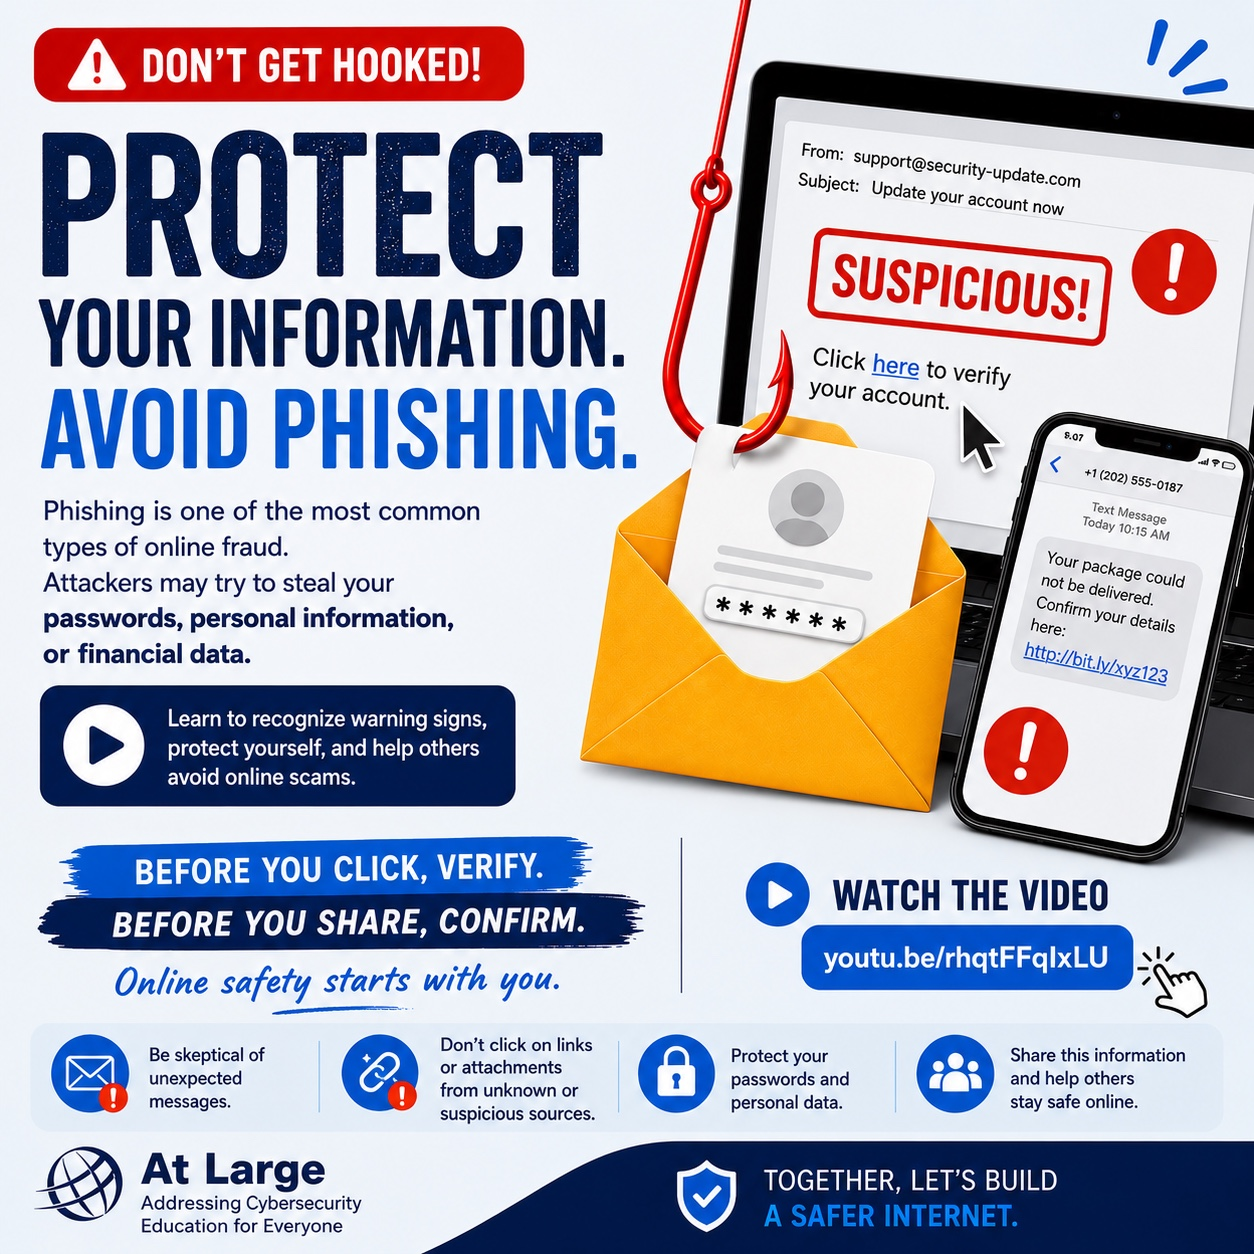 DON'T GET HOOKED!
PROTECT
YOUR INFORMATION.
AVOID PHISHING.
Phishing is one of the most common
types of online fraud.
Attackers may try to steal your
passwords, personal information,
or financial data.
Learn to recognize warning signs,
protect yourself, and help others
avoid online scams.
From: support@security-update.com
Subject: Update your account now
SUSPICIOUS!
Click here to verify
your account.
******
9:07
+1 (202) 555-0187
Text Message
Today 10:15 AM
Your package could
not be delivered.
Confirm your details
here:
http://bit.ly/xyz123
BEFORE YOU CLICK, VERIFY.
BEFORE YOU SHARE, CONFIRM.
Online safety starts with you.
WATCH THE VIDEO
youtu.be/rhqtFFqIxLU
Be skeptical of
unexpected
messages.
Don't click on links
or attachments
from unknown or
suspicious sources.
Protect your
passwords and
personal data.
Share this information
and help others
stay safe online.
At Large
Addressing Cybersecurity
Education for Everyone
TOGETHER, LET'S BUILD
A SAFER INTERNET.